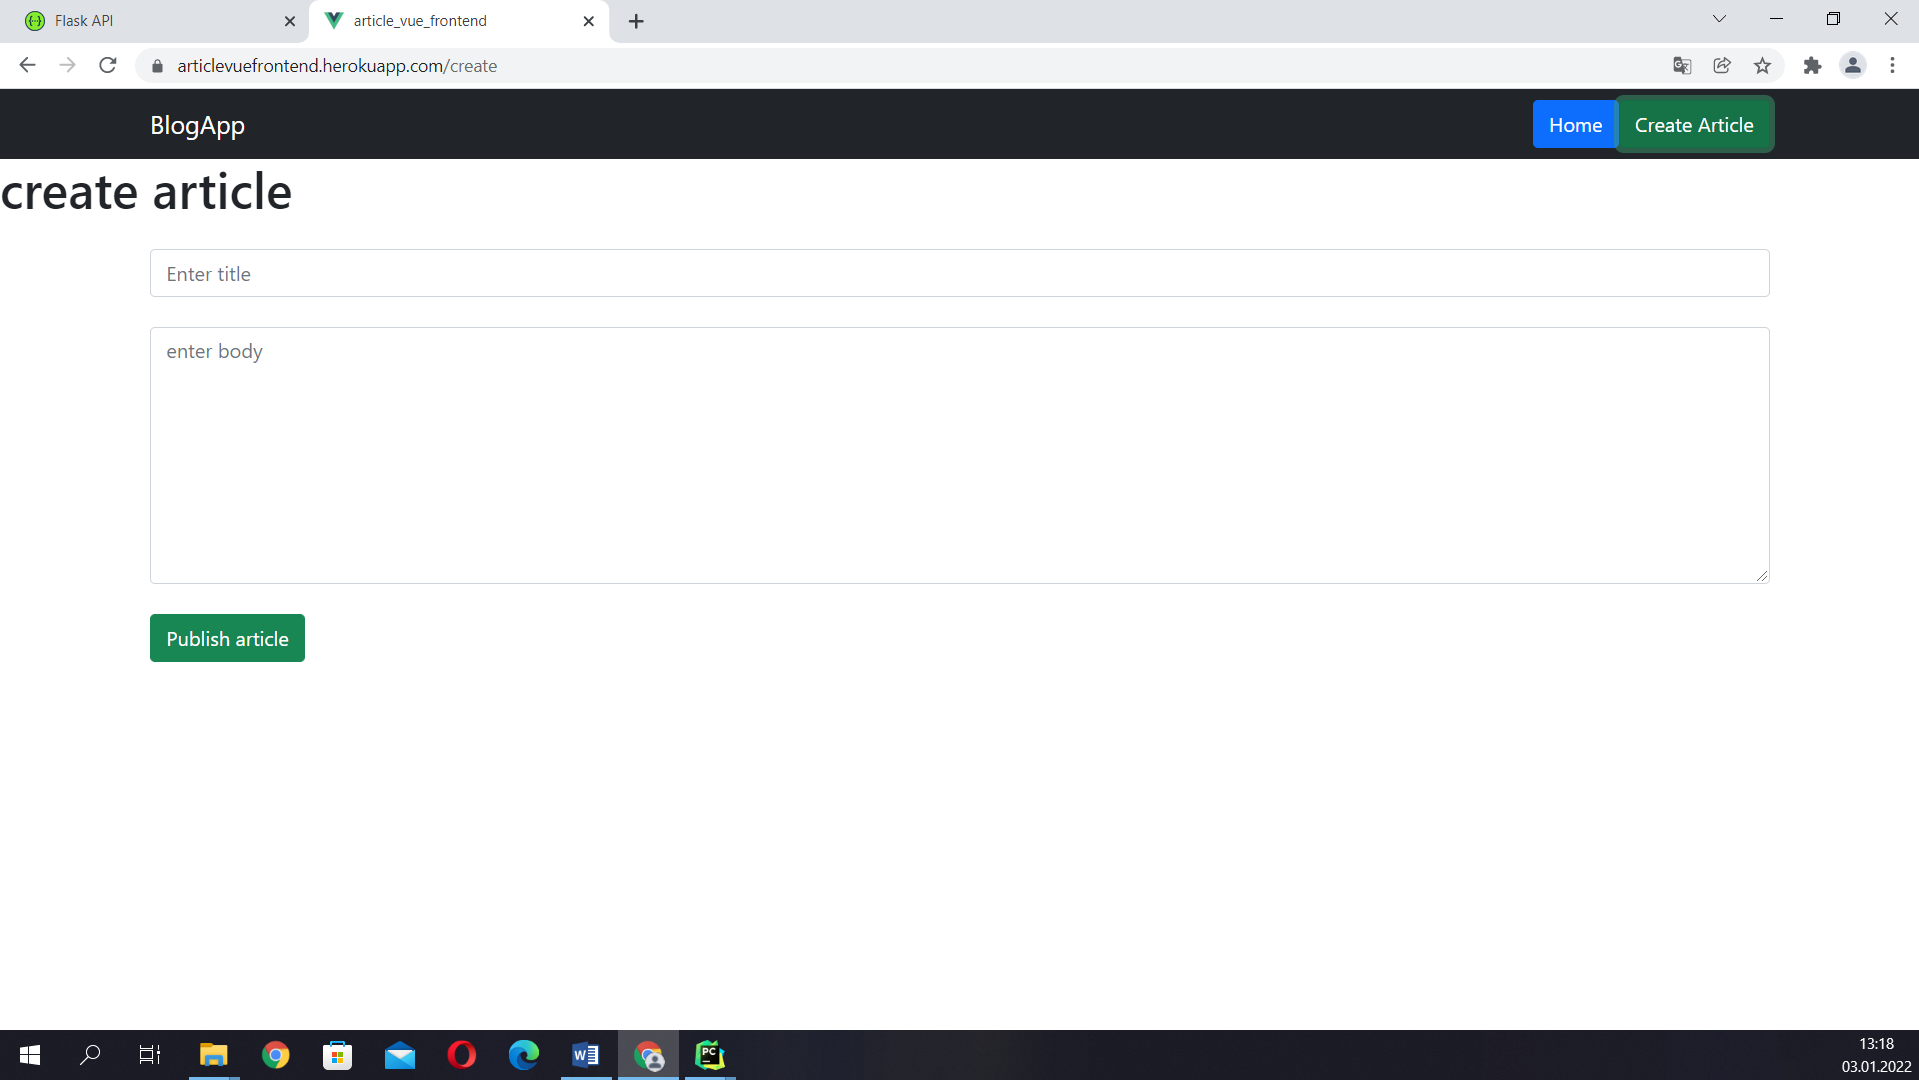 Flask API
article_vue_frontend
articlevuefrontend.herokuapp.com/create
BlogApp
Home
Create Article
create article
Enter title
enter body
Publish article
W
PC
13:18
03.01.2022